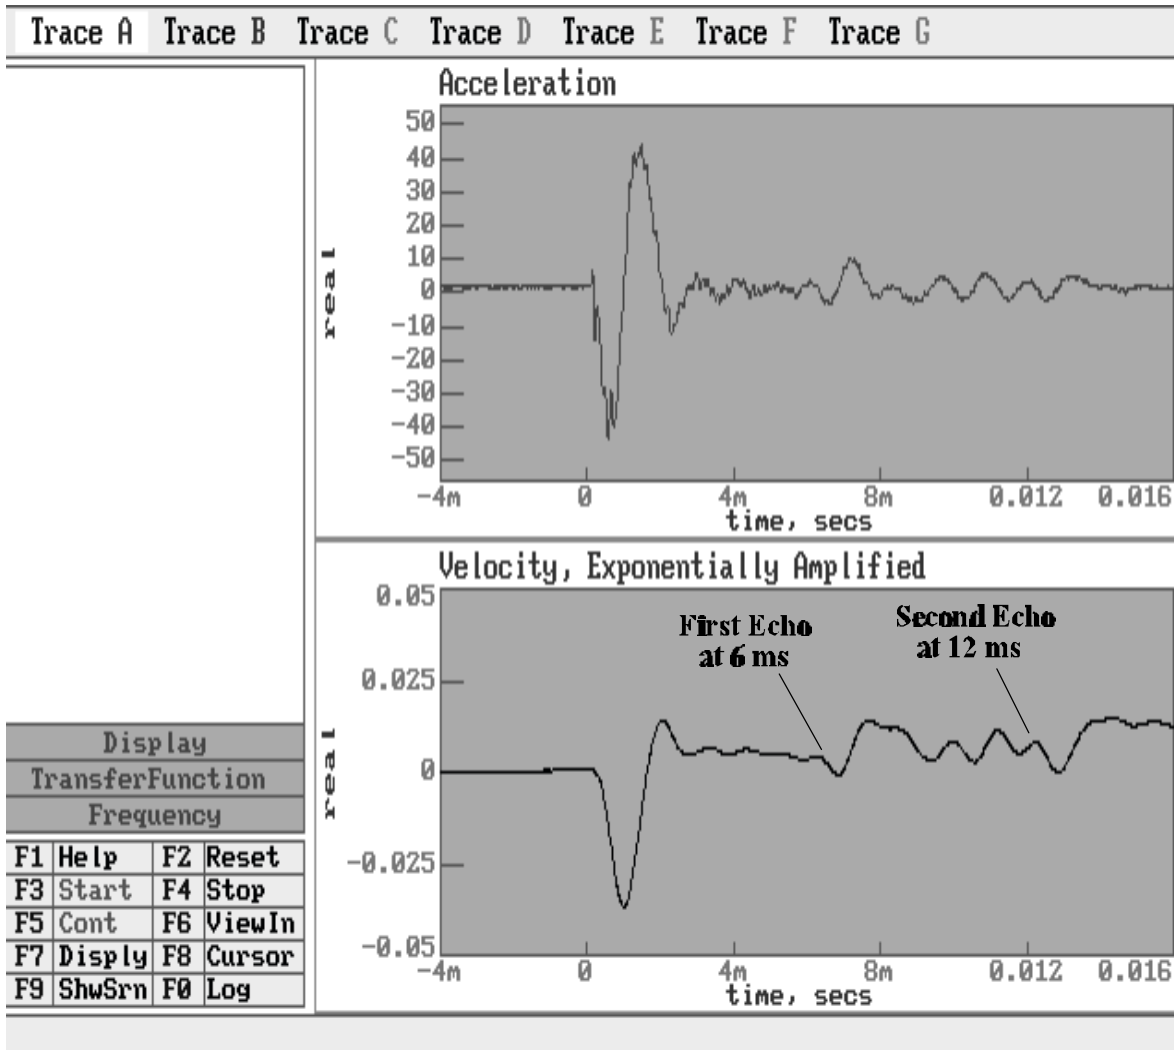 Trace A Trace B Trace C Trace D Trace E Trace F Trace G
Acceleration
50
40
30
20
10
0
-10
-20
-30
-40
-50
real
-4m 0 4m 8m 0.012 0.016
time, secs
Velocity, Exponentially Amplified
0.05
0.025
0
-0.025
-0.05
real
First Echo
at 6 ms
Second Echo
at 12 ms
-4m 0 4m 8m 0.012 0.016
time, secs
Display
TransferFunction
Frequency
F1 Help F2 Reset
F3 Start F4 Stop
F5 Cont F6 ViewIn
F7 Disply F8 Cursor
F9 ShwSrn F0 Log